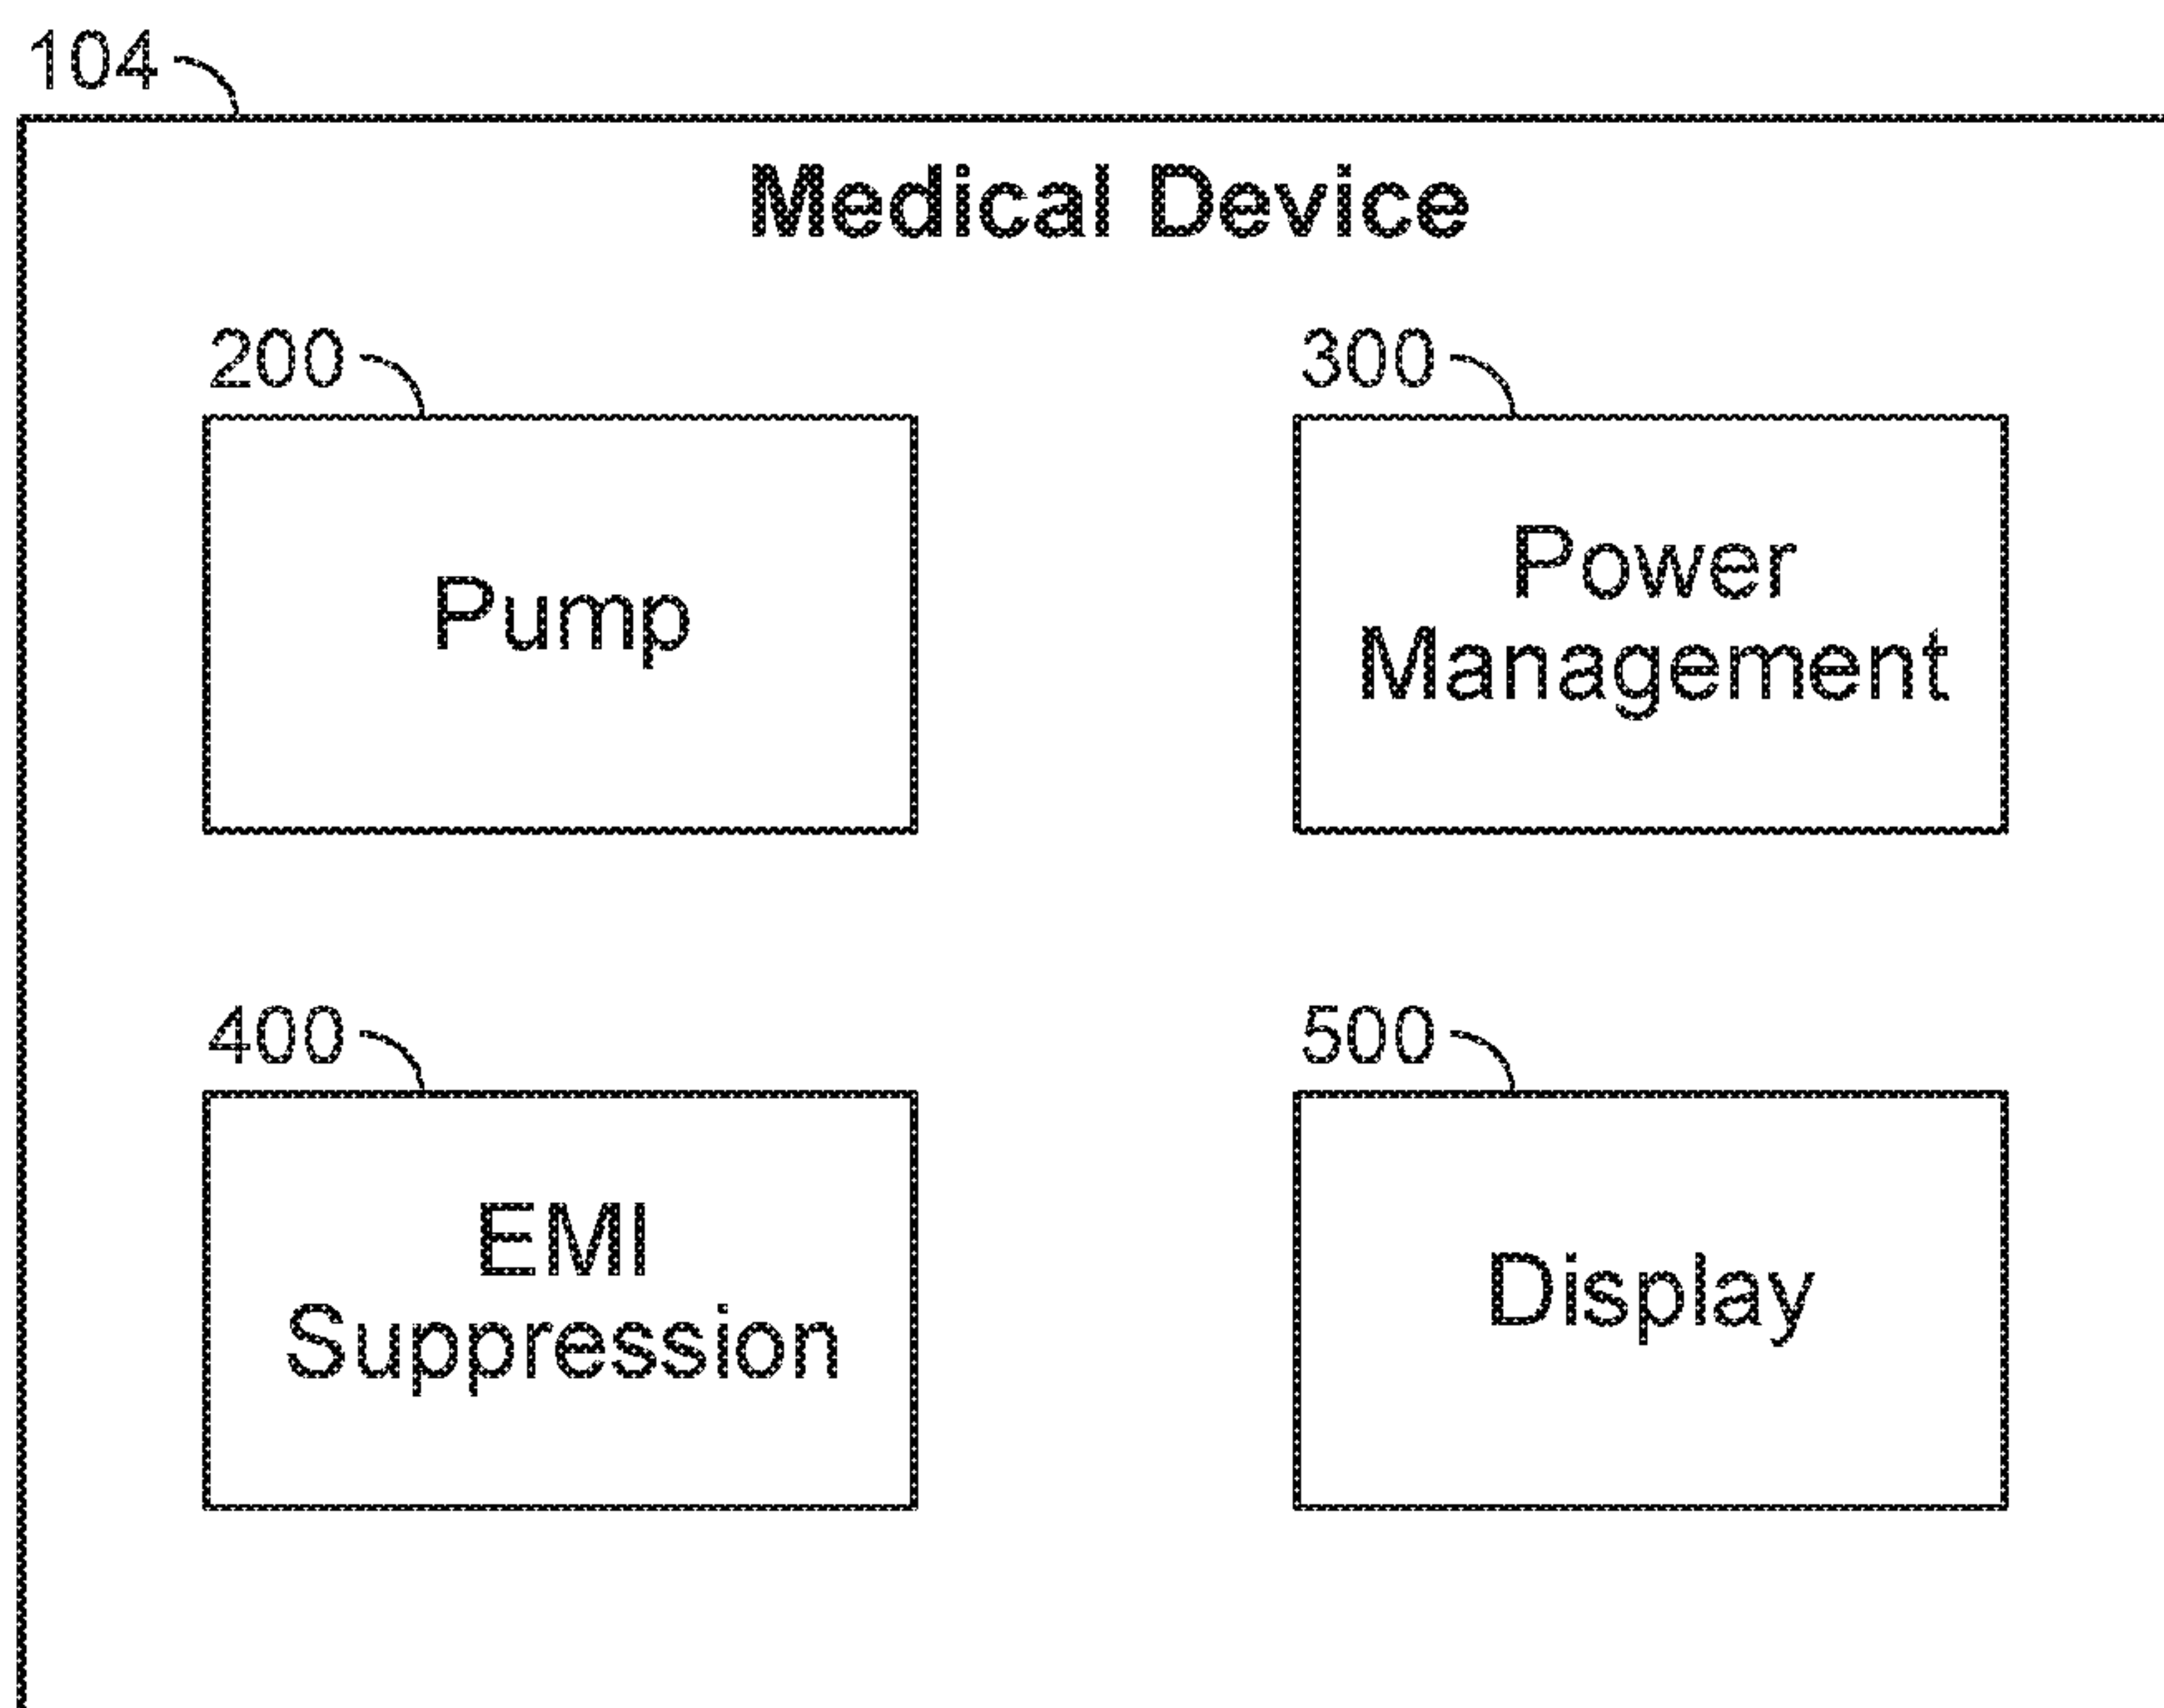 104
Medical Device
200
300
Pump
Power
Management
400
500
EMI
Suppression
Display